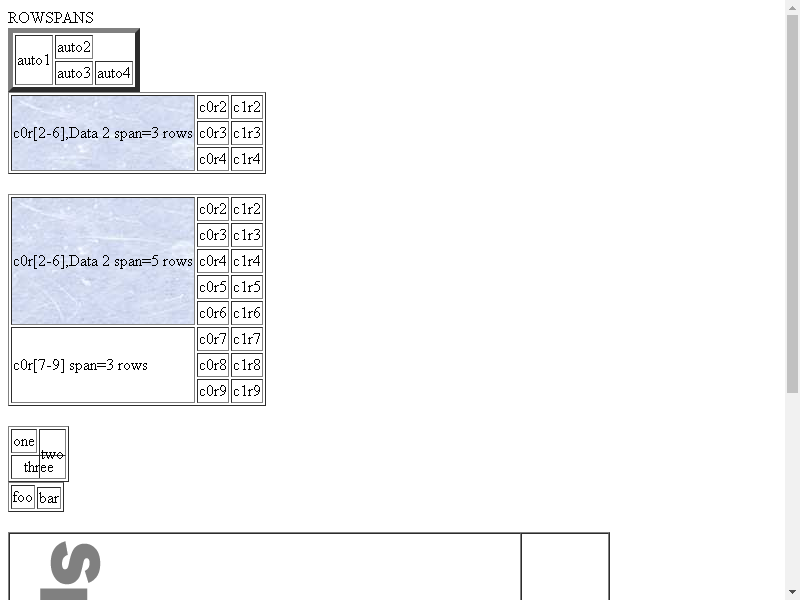 ROWSPANS
auto1 auto2
auto3 auto4
c0r[2-6],Data 2 span=3 rows c0r2 c1r2
c0r3 c1r3
c0r4 c1r4
c0r[2-6],Data 2 span=5 rows c0r2 c1r2
c0r3 c1r3
c0r4 c1r4
c0r5 c1r5
c0r6 c1r6
c0r[7-9] span=3 rows c0r7 c1r7
c0r8 c1r8
c0r9 c1r9
one two
three
foo bar